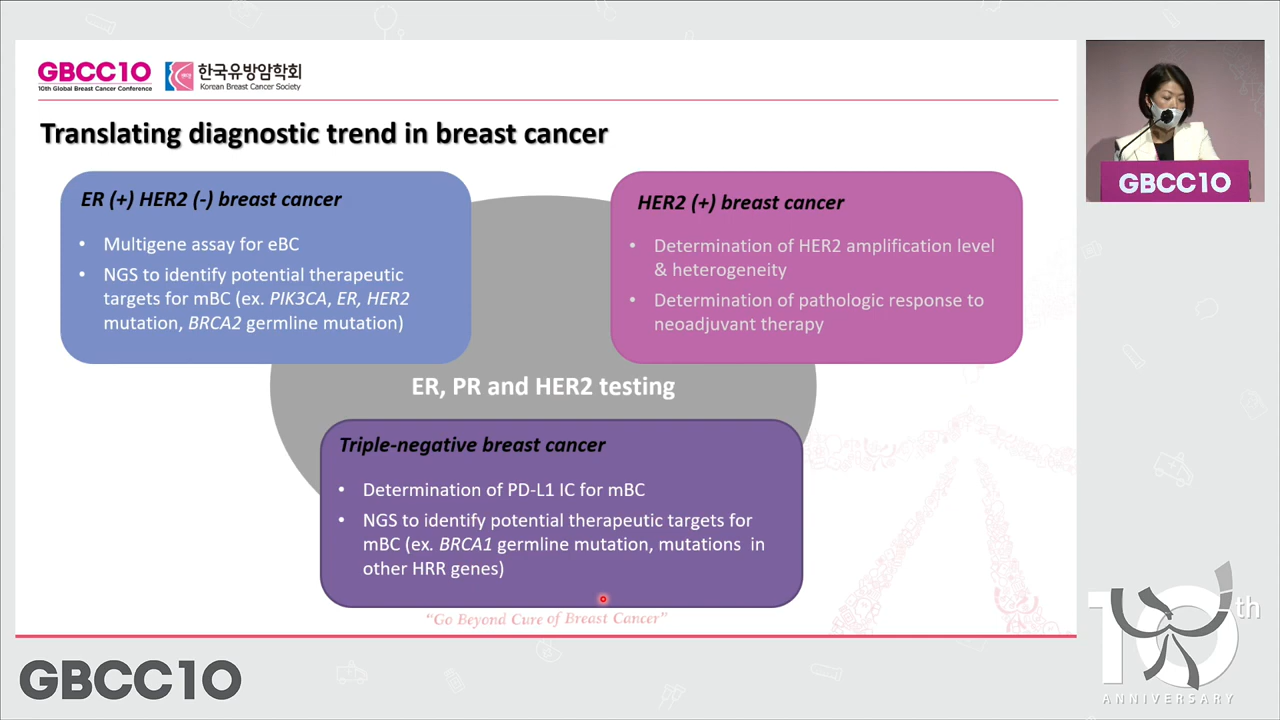 GBCC10
10th Global Breast Cancer Conference
한국유방암학회
Korean Breast Cancer Society
Translating diagnostic trend in breast cancer
ER (+) HER2 (-) breast cancer
• Multigene assay for eBC
• NGS to identify potential therapeutic
targets for mBC (ex. PIK3CA, ER, HER2
mutation, BRCA2 germline mutation)
HER2 (+) breast cancer
• Determination of HER2 amplification level
& heterogeneity
• Determination of pathologic response to
neoadjuvant therapy
ER, PR and HER2 testing
Triple-negative breast cancer
• Determination of PD-L1 IC for mBC
• NGS to identify potential therapeutic targets for
mBC (ex. BRCA1 germline mutation, mutations in
other HRR genes)
"Go Beyond Cure of Breast Cancer"
GBCC10
GBCC10
10th
ANNIVERSARY